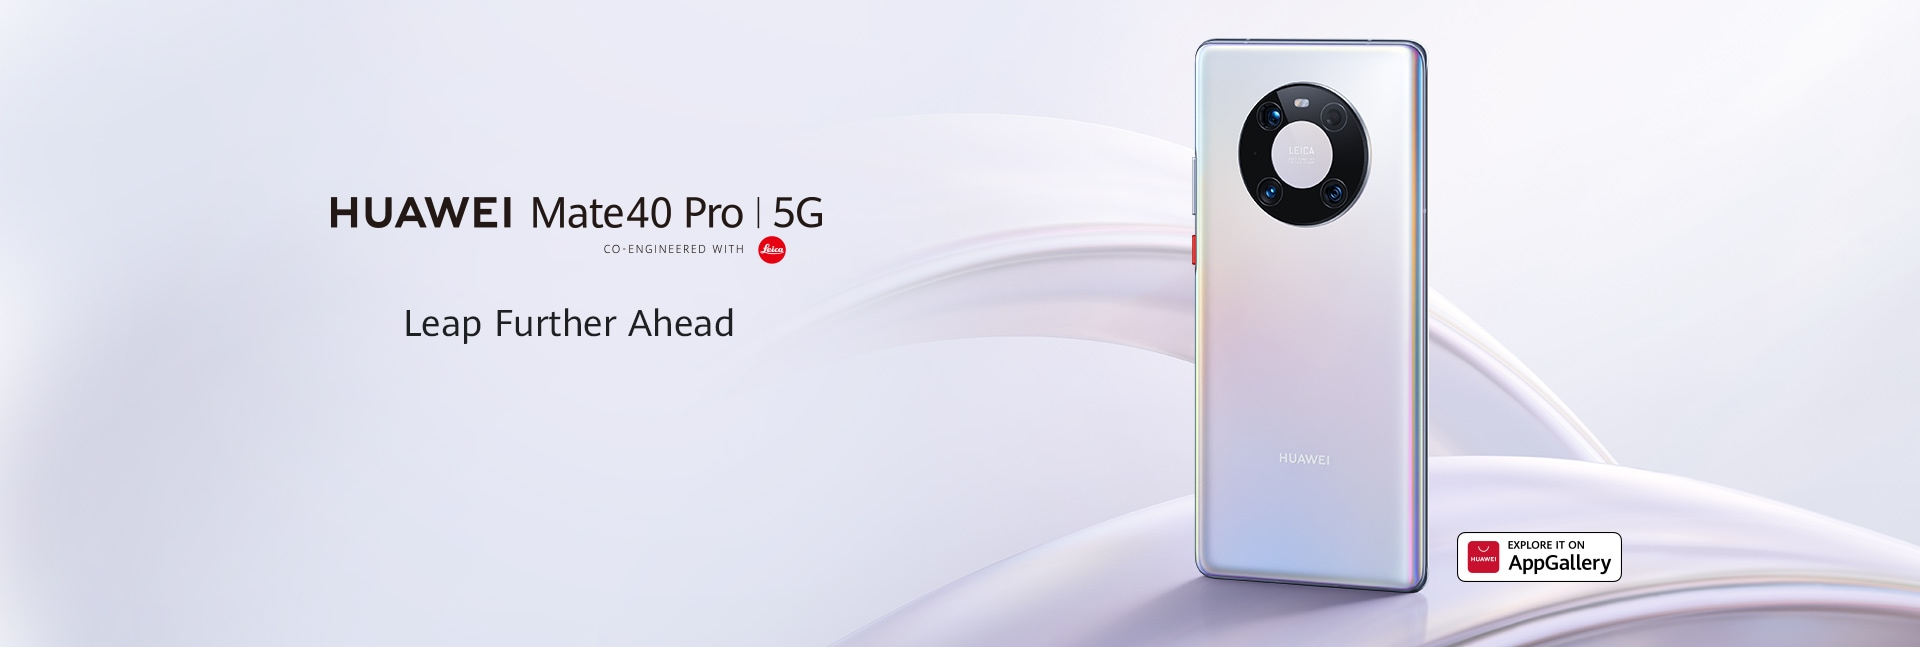 HUAWEI Mate40 Pro | 5G
CO-ENGINEERED WITH Leica
Leap Further Ahead
LEICA
HUAWEI
EXPLORE IT ON
HUAWEI AppGallery